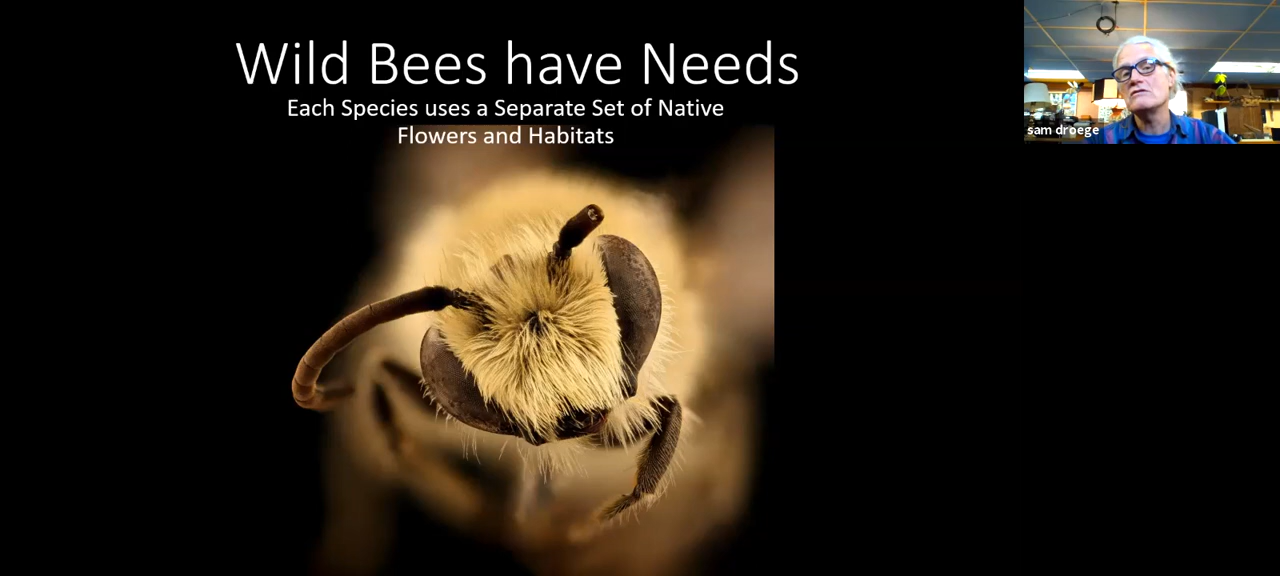 Wild Bees have Needs
Each Species uses a Separate Set of Native
Flowers and Habitats
sam droege